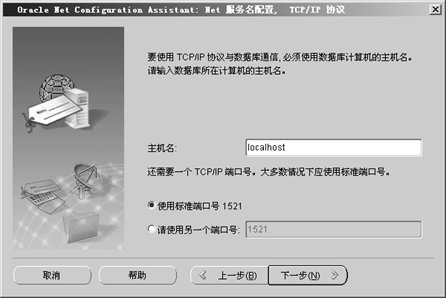 Oracle Net Configuration Assistant: Net 服务名配置, TCP/IP 协议
要使用 TCP/IP 协议与数据库通信,必须使用数据库计算机的主机名。
请输入数据库所在计算机的主机名。
主机名: localhost
还需要一个 TCP/IP 端口号。大多数情况下应使用标准端口号。
使用标准端口号 1521
请使用另一个端口号: 1521
取消 帮助 上一步(B) 下一步(N)